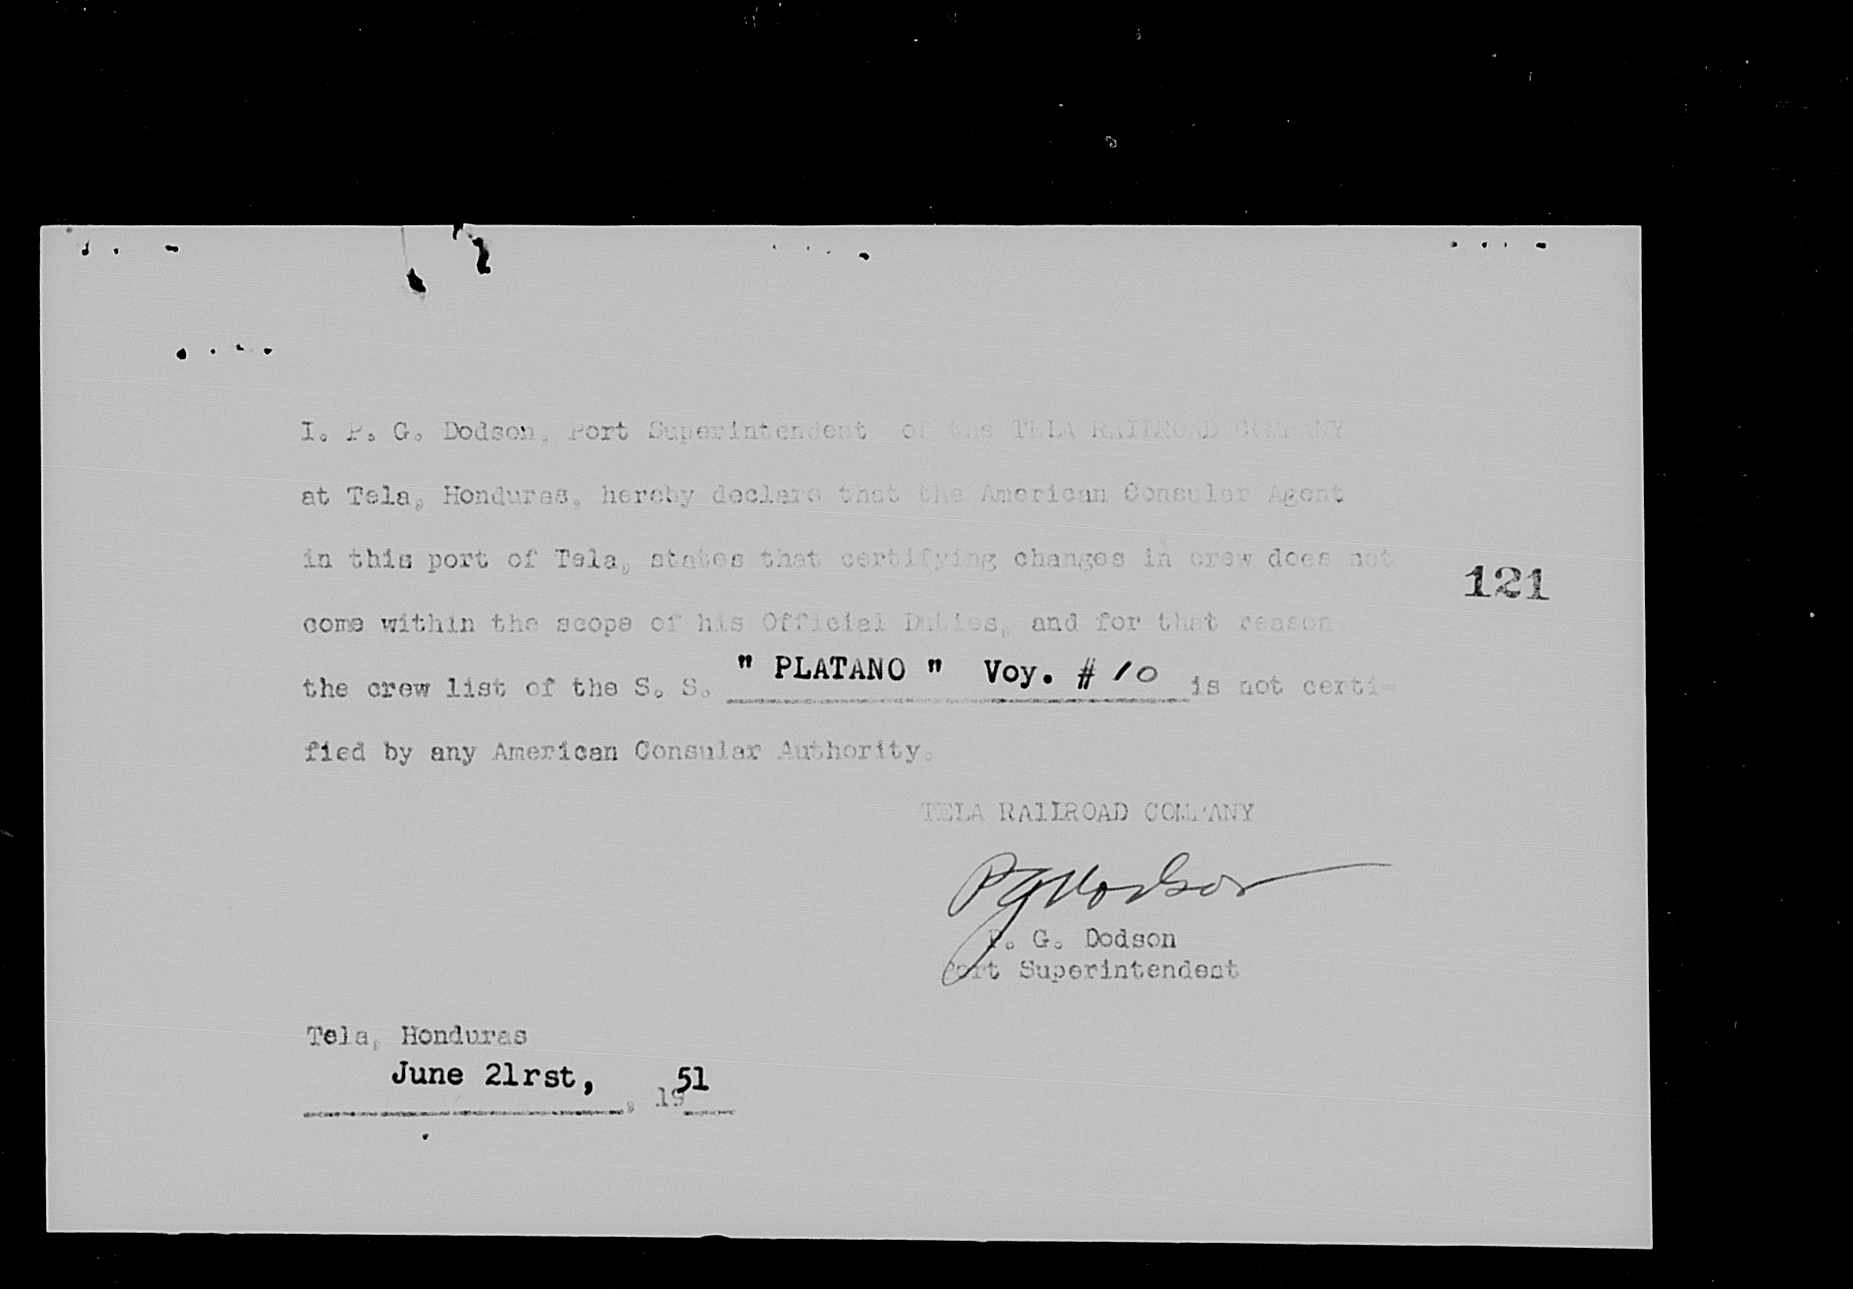 I. P. G. Dodson, Port Superintendent of the TELA RAILROAD COMPANY
at Tela, Honduras, hereby declare that the American Consular Agent
in this port of Tela, states that certifying changes in crew does not
121
come within the scope of his Official Duties, and for that reason
the crew list of the S. S. " PLATANO " Voy. # 10 is not certi-
fied by any American Consular Authority.
TELA RAILROAD COMPANY
P G Dodson
P. G. Dodson
Port Superintendent
Tela, Honduras
June 21rst, , 1951